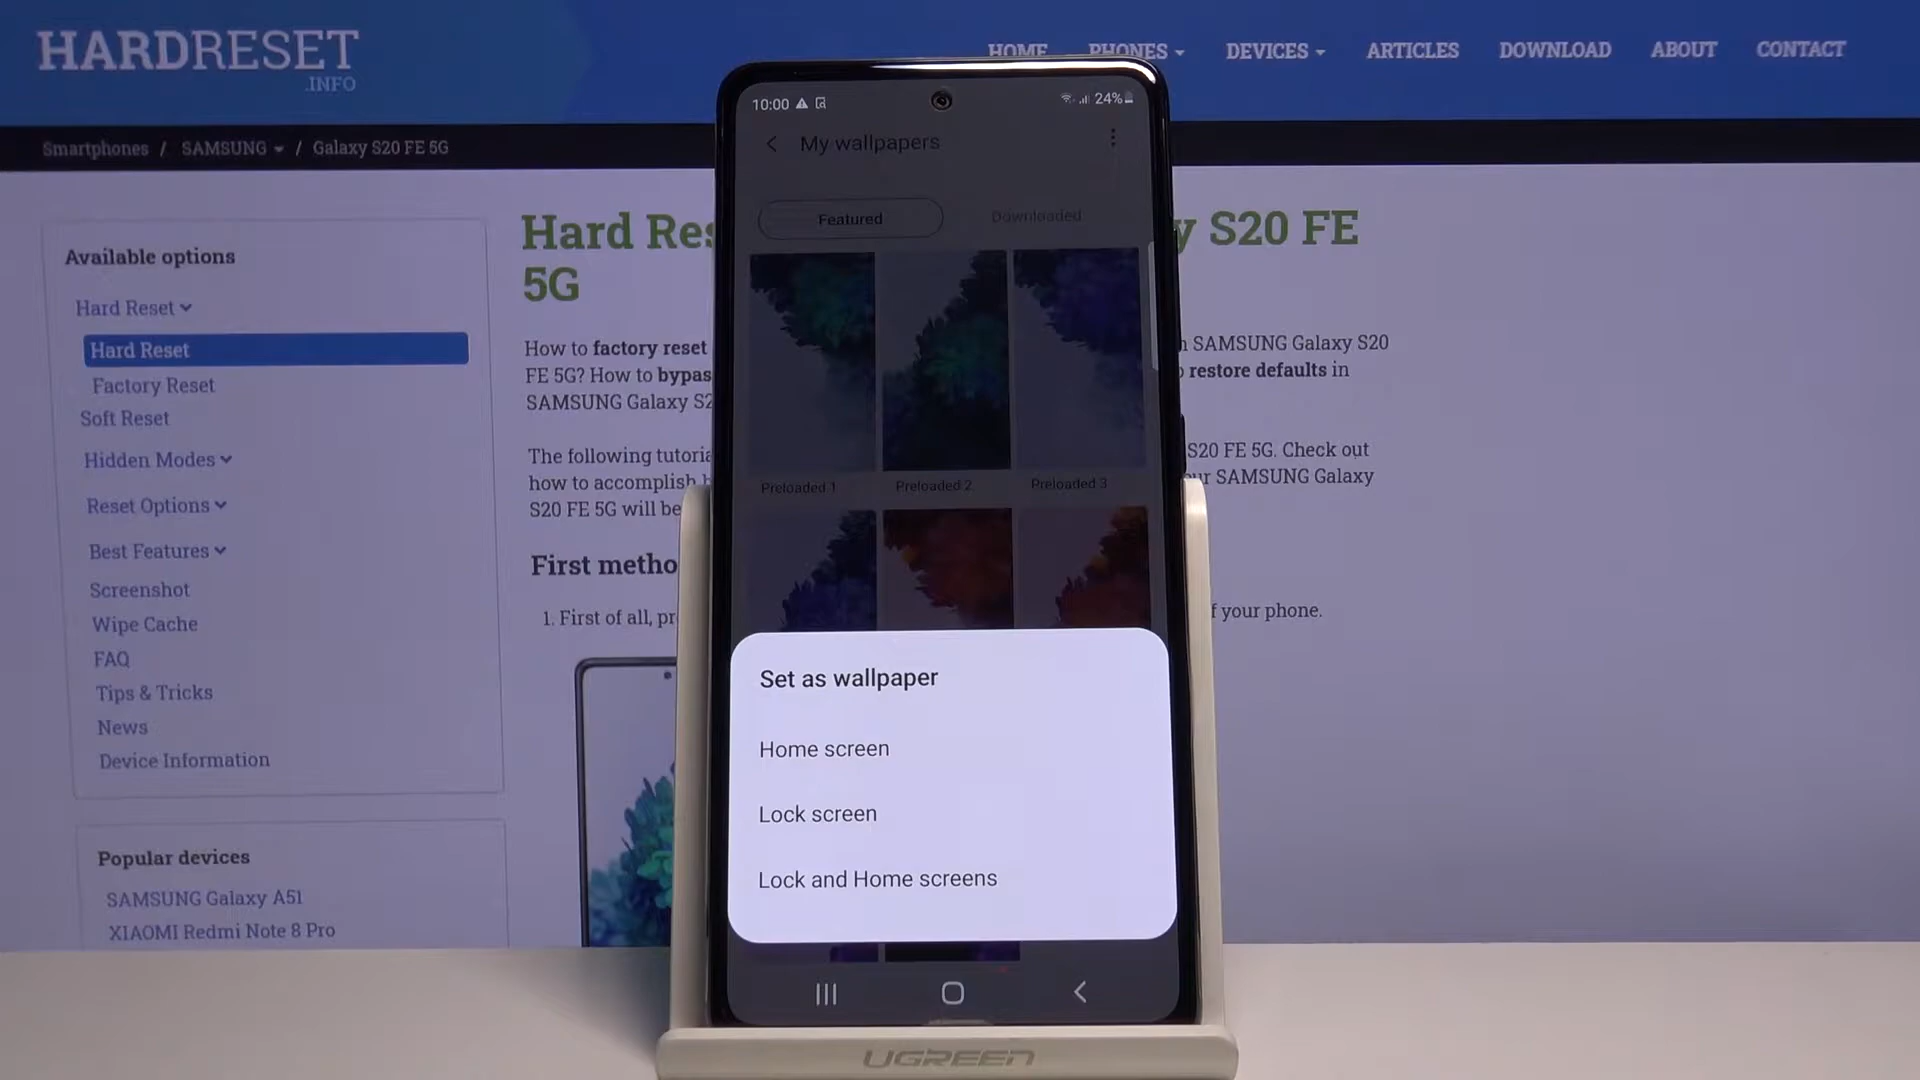 HARDRESET
.INFO
HOME PHONES DEVICES ARTICLES DOWNLOAD ABOUT CONTACT
Smartphones / SAMSUNG / Galaxy S20 FE 5G
Available options
Hard Reset
Hard Reset
Factory Reset
Soft Reset
Hidden Modes
Reset Options
Best Features
Screenshot
Wipe Cache
FAQ
Tips & Tricks
News
Device Information
Popular devices
SAMSUNG Galaxy A51
XIAOMI Redmi Note 8 Pro
Hard Res
y S20 FE
5G
How to factory reset
SAMSUNG Galaxy S20
FE 5G? How to bypas
restore defaults in
SAMSUNG Galaxy S2
The following tutoria
S20 FE 5G. Check out
how to accomplish
ur SAMSUNG Galaxy
S20 FE 5G will be
First metho
1. First of all, pr
f your phone.
10:00
24%
My wallpapers
Featured
Downloaded
Preloaded 1
Preloaded 2
Preloaded 3
Set as wallpaper
Home screen
Lock screen
Lock and Home screens
UGREEN